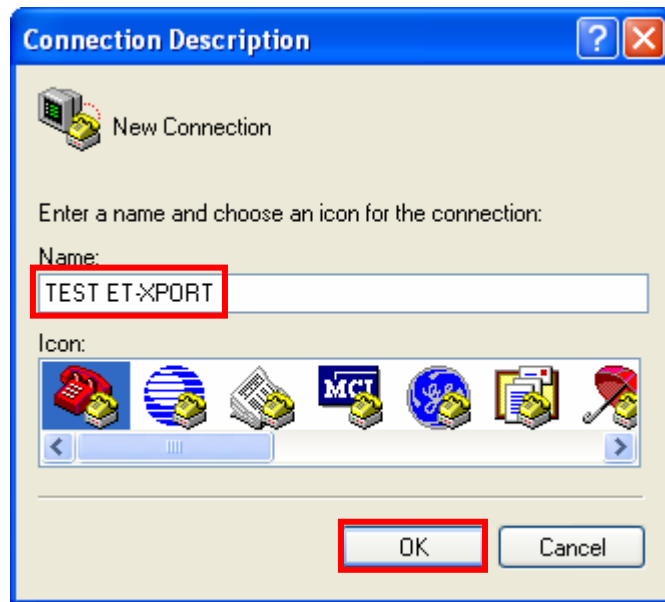 Connection Description
New Connection
Enter a name and choose an icon for the connection:
Name:
TEST ET-XPORT
Icon:
MCI
OK Cancel